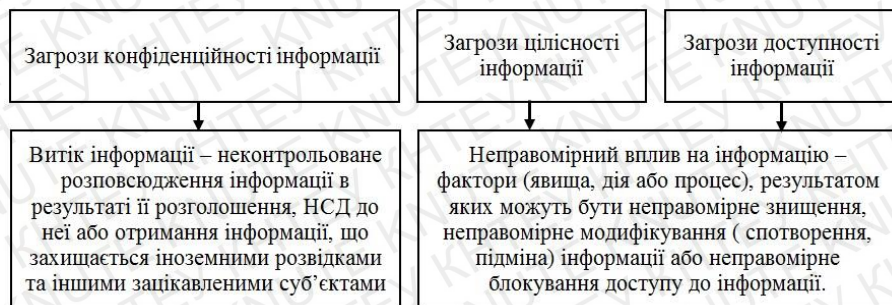 Загрози конфіденційності інформації
Загрози цілісності
інформації
Загрози доступності
інформації
Витік інформації – неконтрольоване
розповсюдження інформації в
результаті її розголошення, НСД до
неї або отримання інформації, що
захищається іноземними розвідками
та іншими зацікавленими суб’єктами
Неправомірний вплив на інформацію –
фактори (явища, дія або процес), результатом
яких можуть бути неправомірне знищення,
неправомірне модифікування ( спотворення,
підміна) інформації або неправомірне
блокування доступу до інформації.